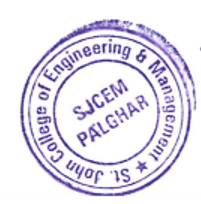 St. John College of Engineering & Management ★
SJCEM
PALGHAR